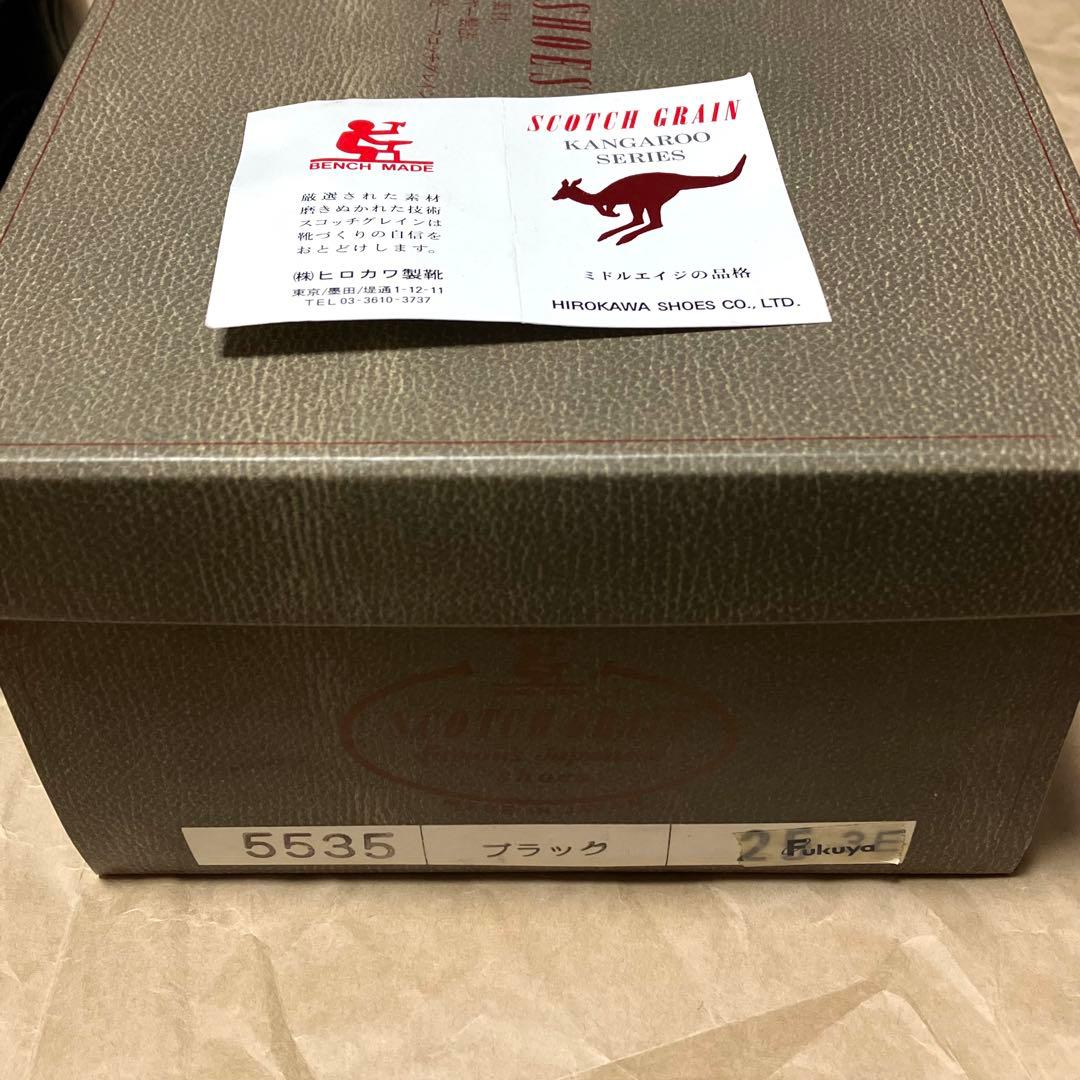 SHOES
BENCH MADE
厳選された素材
磨きぬかれた技術
スコッチグレインは
靴づくりの自信を
おとどけします。
(株)ヒロカワ製靴
東京/墨田/堤通1-12-11
TEL 03-3610-3737
SCOTCH GRAIN
KANGAROO
SERIES
ミドルエイジの品格
HIROKAWA SHOES CO., LTD.
SCOTCH GRAIN
Shoes
5535
ブラック
Fukuya